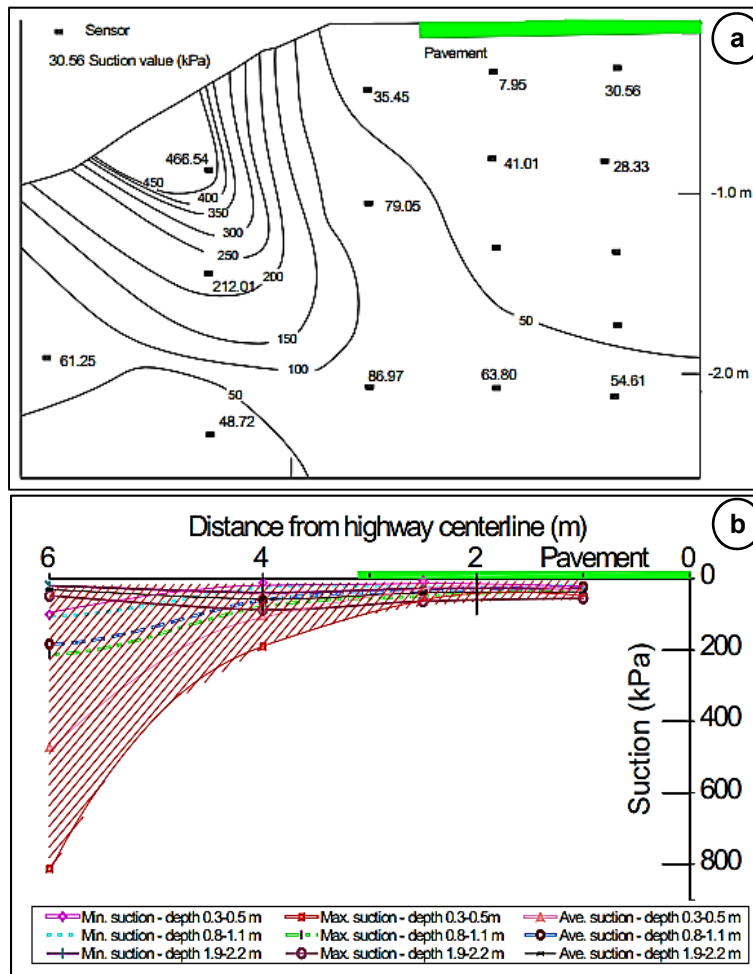 a
Sensor
30.56 Suction value (kPa)
Pavement
7.95
35.45
30.56
466.54
41.01
28.33
450
400
79.05
-1.0 m
350
300
250
200
212.01
150
50
61.25
100
86.97
63.80
54.61
-2.0 m
50
48.72
b
Distance from highway centerline (m)
6 4 2 Pavement 0
0
200
400
600
800
Suction (kPa)
Min. suction - depth 0.3-0.5 m Max. suction - depth 0.3-0.5m Ave. suction - depth 0.3-0.5 m
Min. suction - depth 0.8-1.1 m Max. suction - depth 0.8-1.1 m Ave. suction - depth 0.8-1.1 m
Min. suction - depth 1.9-2.2 m Max. suction - depth 1.9-2.2 m Ave. suction - depth 1.9-2.2 m